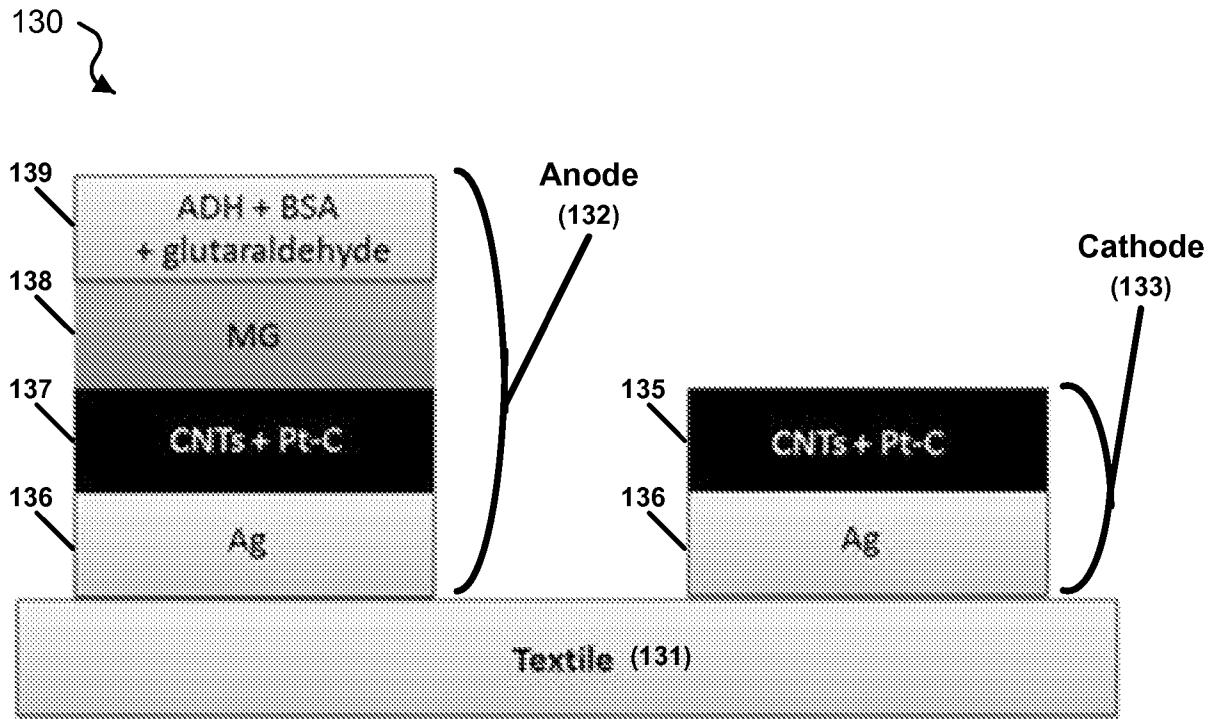 130
139
ADH + BSA
+ glutaraldehyde
Anode
(132)
138
MG
Cathode
(133)
137
CNTs + Pt-C
135
CNTs + Pt-C
136
Ag
136
Ag
Textile (131)